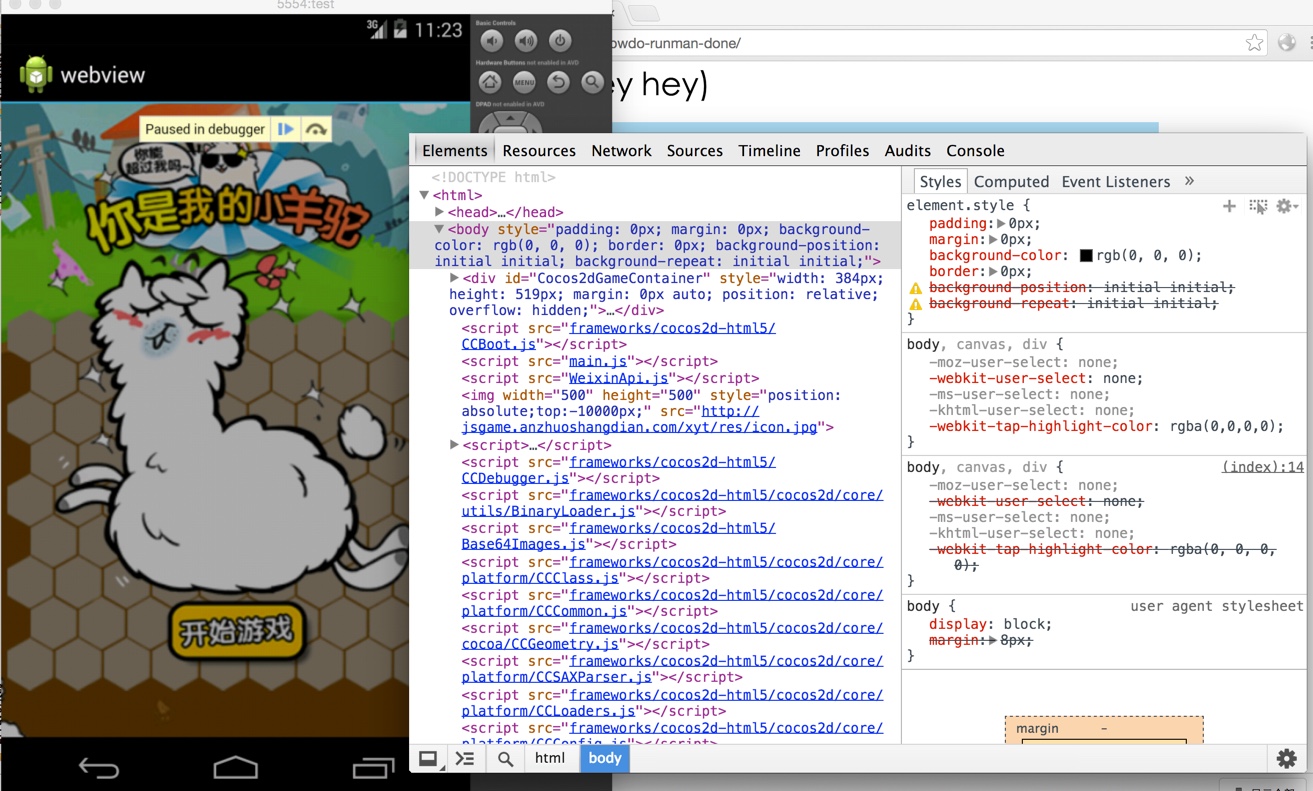 5554:test
3G
11:23
webview
Basic Controls
Hardware Buttons not enabled in AVD
MENU
DPAD not enabled in AVD
owdo-runman-done/
ey hey)
Paused in debugger
你能
超过我吗~
你是我的小羊驼
开始游戏
Elements Resources Network Sources Timeline Profiles Audits Console
<!DOCTYPE html>
▼<html>
▶<head>…</head>
▼<body style="padding: 0px; margin: 0px; background-
color: rgb(0, 0, 0); border: 0px; background-position:
initial initial; background-repeat: initial initial;">
▶<div id="Cocos2dGameContainer" style="width: 384px;
height: 519px; margin: 0px auto; position: relative;
overflow: hidden;">…</div>
<script src="frameworks/cocos2d-html5/
CCBoot.js"></script>
<script src="main.js"></script>
<script src="WeixinApi.js"></script>
<img width="500" height="500" style="position:
absolute;top:-10000px;" src="http://
jsgame.anzhuoshangdian.com/xyt/res/icon.jpg">
▶<script>…</script>
<script src="frameworks/cocos2d-html5/
CCDebugger.js"></script>
<script src="frameworks/cocos2d-html5/cocos2d/core/
utils/BinaryLoader.js"></script>
<script src="frameworks/cocos2d-html5/
Base64Images.js"></script>
<script src="frameworks/cocos2d-html5/cocos2d/core/
platform/CCClass.js"></script>
<script src="frameworks/cocos2d-html5/cocos2d/core/
platform/CCCommon.js"></script>
<script src="frameworks/cocos2d-html5/cocos2d/core/
cocoa/CCGeometry.js"></script>
<script src="frameworks/cocos2d-html5/cocos2d/core/
platform/CCSAXParser.js"></script>
<script src="frameworks/cocos2d-html5/cocos2d/core/
platform/CCLoaders.js"></script>
<script src="frameworks/cocos2d-html5/cocos2d/core/
platform/CCConfig.js"></script>
html body
Styles Computed Event Listeners »
element.style {
padding:▶0px;
margin:▶0px;
background-color: rgb(0, 0, 0);
border:▶0px;
background-position: initial initial;
background-repeat: initial initial;
}
body, canvas, div {
-moz-user-select: none;
-webkit-user-select: none;
-ms-user-select: none;
-khtml-user-select: none;
-webkit-tap-highlight-color: rgba(0,0,0,0);
}
body, canvas, div { (index):14
-moz-user-select: none;
-webkit-user-select: none;
-ms-user-select: none;
-khtml-user-select: none;
-webkit-tap-highlight-color: rgba(0, 0, 0,
0);
}
body { user agent stylesheet
display: block;
margin:▶8px;
}
margin –